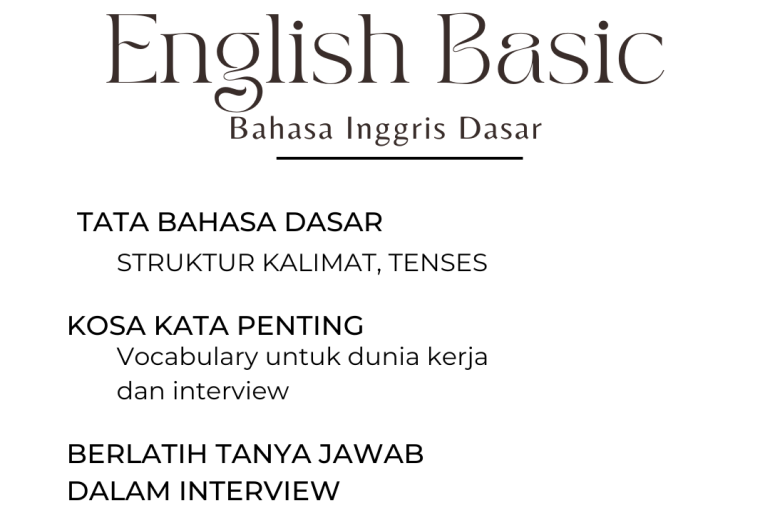 English Basic
Bahasa Inggris Dasar
TATA BAHASA DASAR
STRUKTUR KALIMAT, TENSES
KOSA KATA PENTING
Vocabulary untuk dunia kerja
dan interview
BERLATIH TANYA JAWAB
DALAM INTERVIEW